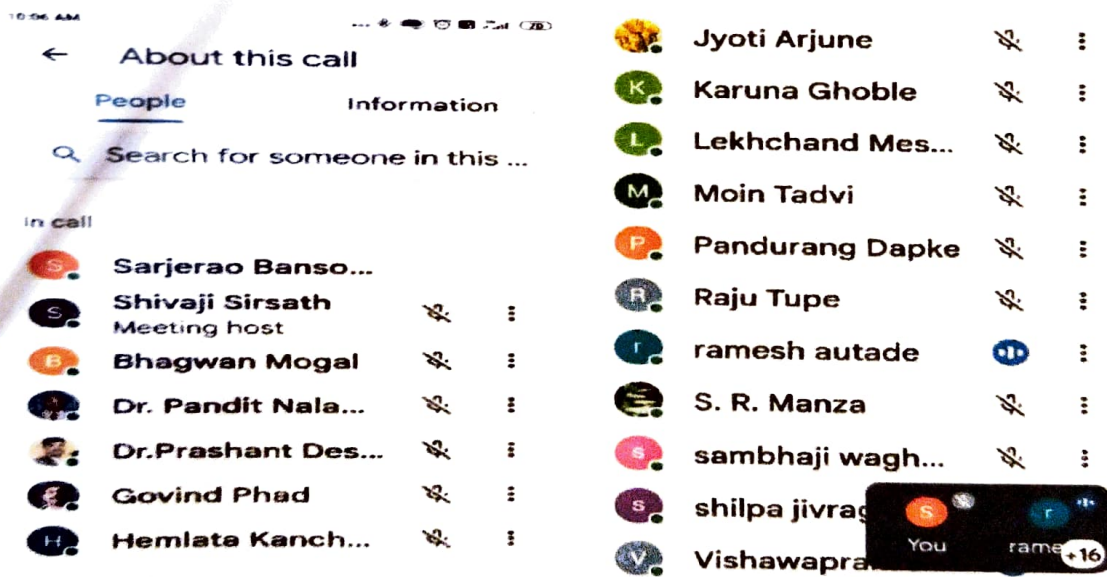 10:06 AM
70
← About this call
People Information
Search for someone in this ...
In call
S Sarjerao Banso...
S Shivaji Sirsath
Meeting host
B Bhagwan Mogal
Dr. Pandit Nala...
Dr.Prashant Des...
Govind Phad
H Hemlata Kanch...
Jyoti Arjune
K Karuna Ghoble
L Lekhchand Mes...
M Moin Tadvi
P Pandurang Dapke
R Raju Tupe
r ramesh autade
S. R. Manza
s sambhaji wagh...
s shilpa jivrag
V Vishawapra
S r
You rame +16